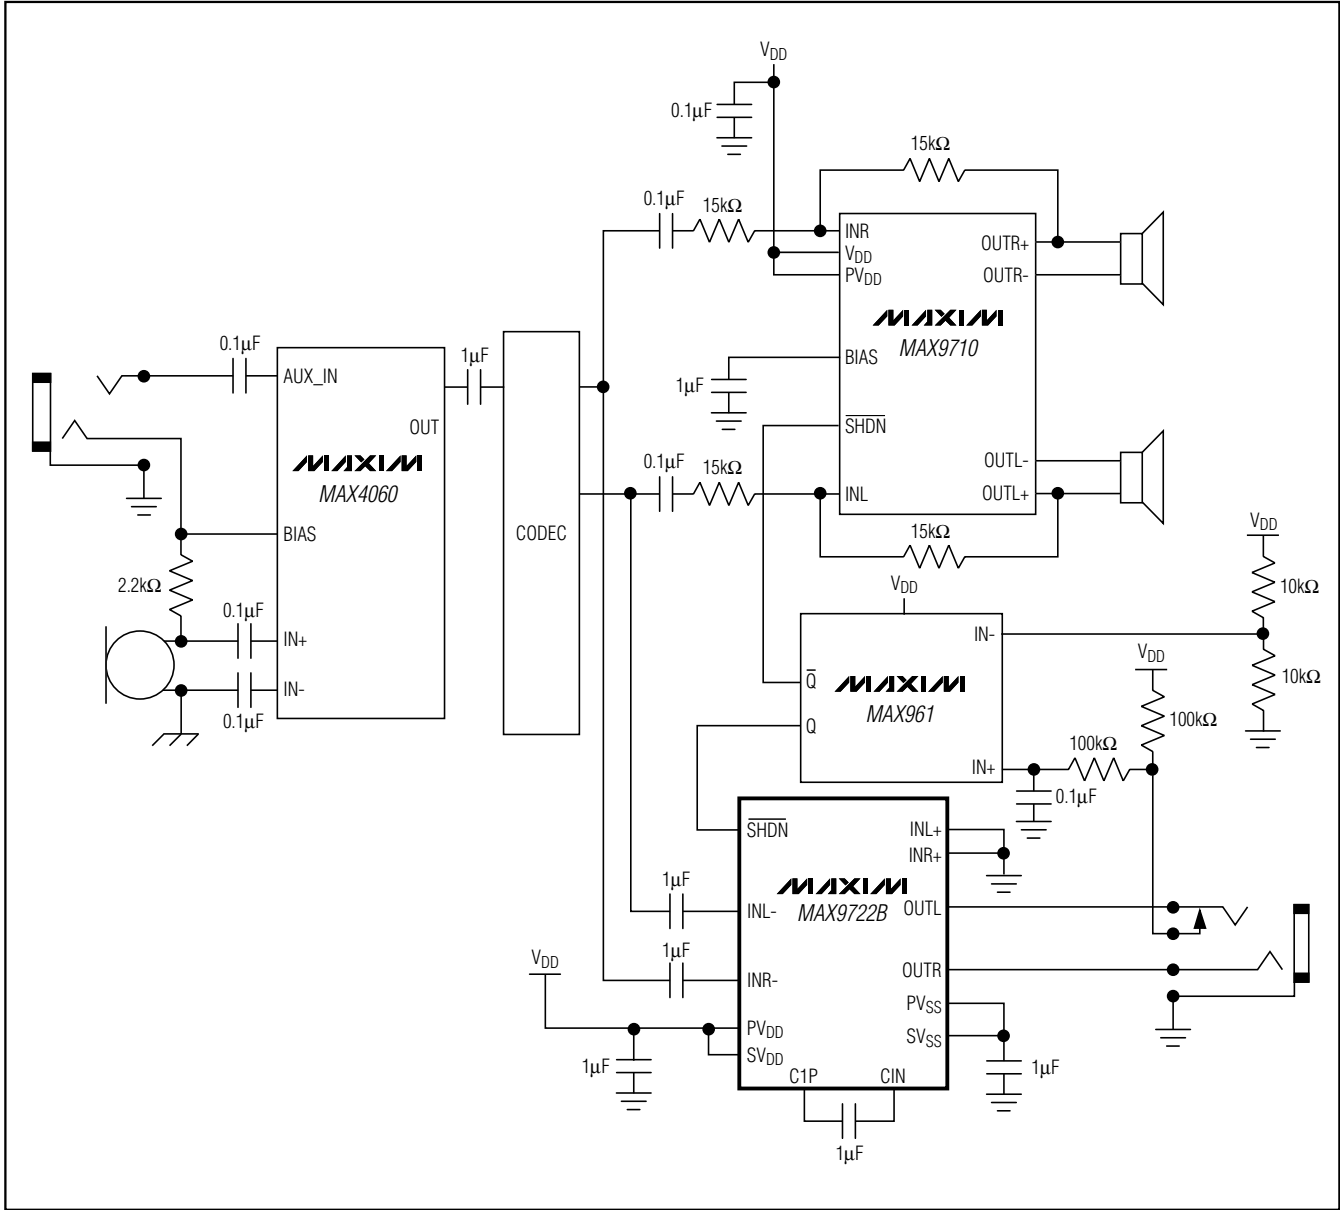 VDD
0.1μF
15kΩ
0.1μF
15kΩ
INR
VDD
PVDD
OUTR+
OUTR-
MAXIM
MAX9710
BIAS
1μF
SHDN
OUTL-
OUTL+
INL
0.1μF
15kΩ
15kΩ
0.1μF
AUX_IN
OUT
1μF
MAXIM
MAX4060
BIAS
2.2kΩ
0.1μF
IN+
IN-
0.1μF
CODEC
VDD
IN-
Q
MAXIM
MAX961
Q
IN+
VDD
10kΩ
10kΩ
VDD
100kΩ
100kΩ
0.1μF
SHDN
INL+
INR+
MAXIM
MAX9722B
1μF
INL-
OUTL
1μF
INR-
OUTR
VDD
PVDD
SVDD
1μF
PVSS
SVSS
1μF
C1P
CIN
1μF